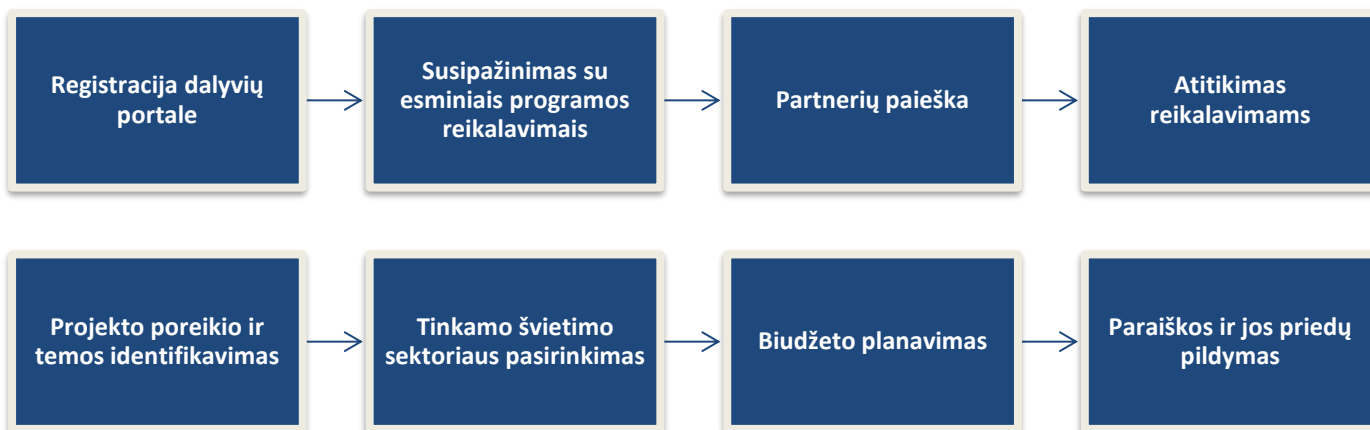 Registracija dalyvių
portale
Susipažinimas su
esminiais programos
reikalavimais
Partnerių paieška
Atitikimas
reikalavimams
Projekto poreikio ir
temos identifikavimas
Tinkamo švietimo
sektoriaus pasirinkimas
Biudžeto planavimas
Paraiškos ir jos priedų
pildymas